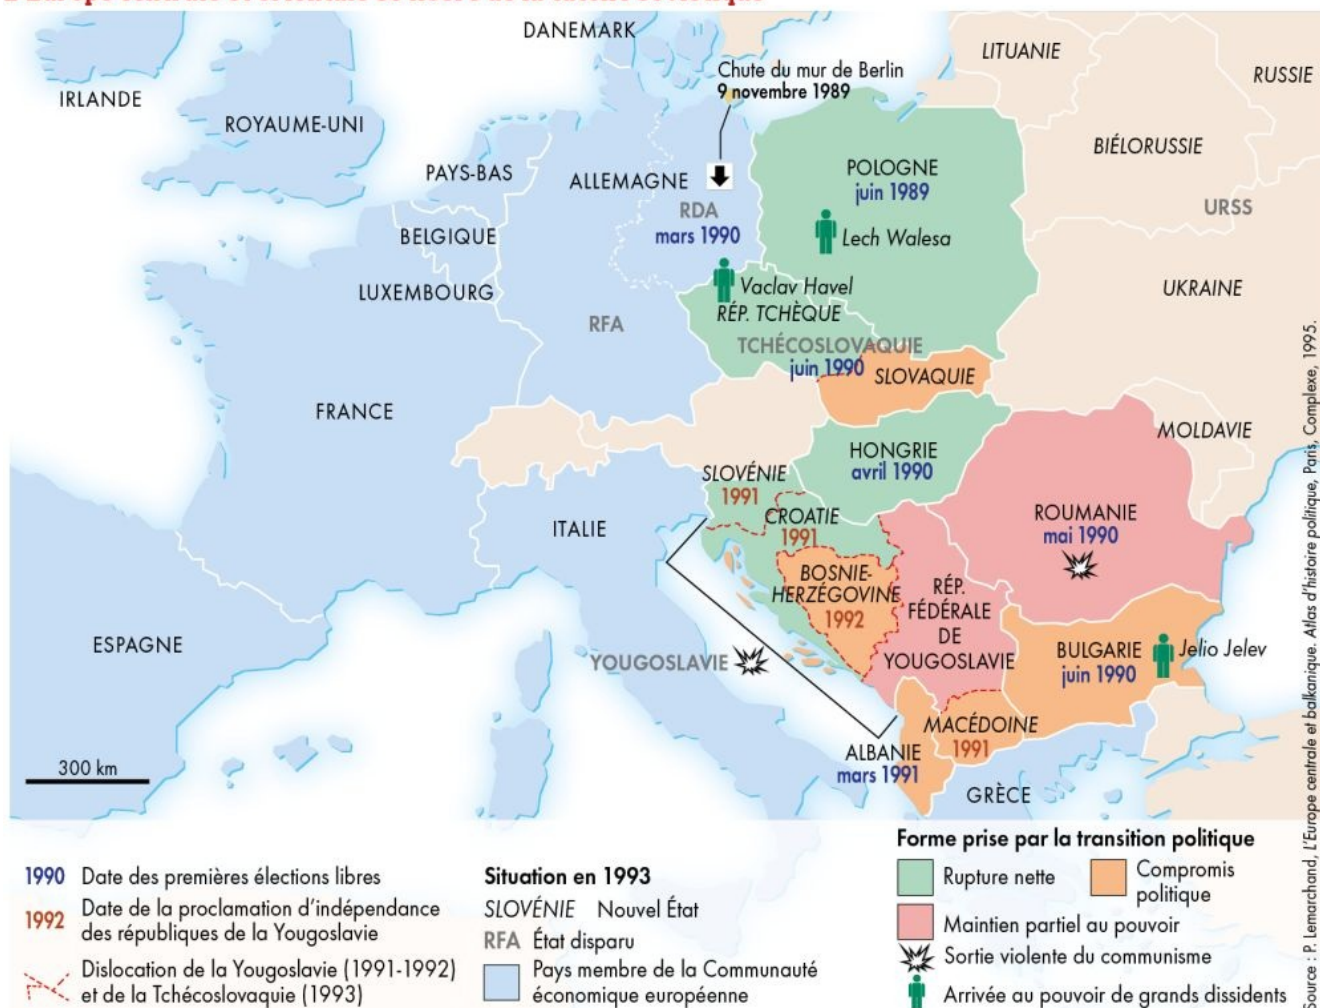 DANEMARK
LITUANIE
RUSSIE
IRLANDE
Chute du mur de Berlin
9 novembre 1989
ROYAUME-UNI
BIÉLORUSSIE
PAYS-BAS
ALLEMAGNE
POLOGNE
juin 1989
RDA
mars 1990
URSS
BELGIQUE
Lech Walesa
LUXEMBOURG
Vaclav Havel
RÉP. TCHÈQUE
UKRAINE
RFA
TCHÉCOSLOVAQUIE
juin 1990
SLOVAQUIE
FRANCE
MOLDAVIE
HONGRIE
avril 1990
SLOVÉNIE
1991
CROATIE
1991
ITALIE
ROUMANIE
mai 1990
BOSNIE-
HERZÉGOVINE
1992
RÉP.
FÉDÉRALE
DE
YOUGOSLAVIE
ESPAGNE
YOUGOSLAVIE
BULGARIE
juin 1990
Jelio Jelev
MACÉDOINE
1991
ALBANIE
mars 1991
GRÈCE
300 km
1990 Date des premières élections libres
1992 Date de la proclamation d'indépendance
des républiques de la Yougoslavie
Dislocation de la Yougoslavie (1991-1992)
et de la Tchécoslovaquie (1993)
Situation en 1993
SLOVÉNIE Nouvel État
RFA État disparu
Pays membre de la Communauté
économique européenne
Forme prise par la transition politique
Rupture nette
Compromis
politique
Maintien partiel au pouvoir
Sortie violente du communisme
Arrivée au pouvoir de grands dissidents
Source : P. Lemarchand, L'Europe centrale et balkanique. Atlas d'histoire politique, Paris, Complexe, 1995.